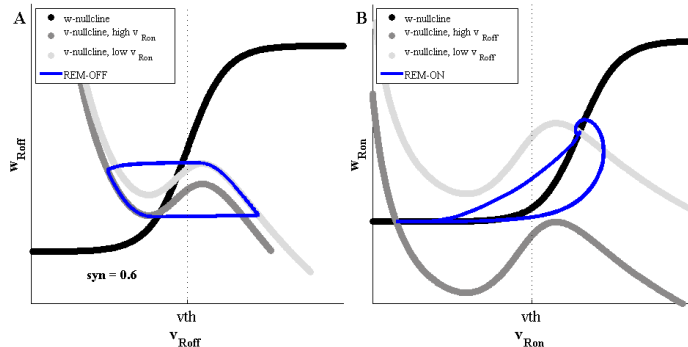 A
w-nullcline
v-nullcline, high v Ron
v-nullcline, low v Ron
REM-OFF
w Roff
syn = 0.6
vth
v Roff
B
w-nullcline
v-nullcline, high v Roff
v-nullcline, low v Roff
REM-ON
w Ron
vth
v Ron